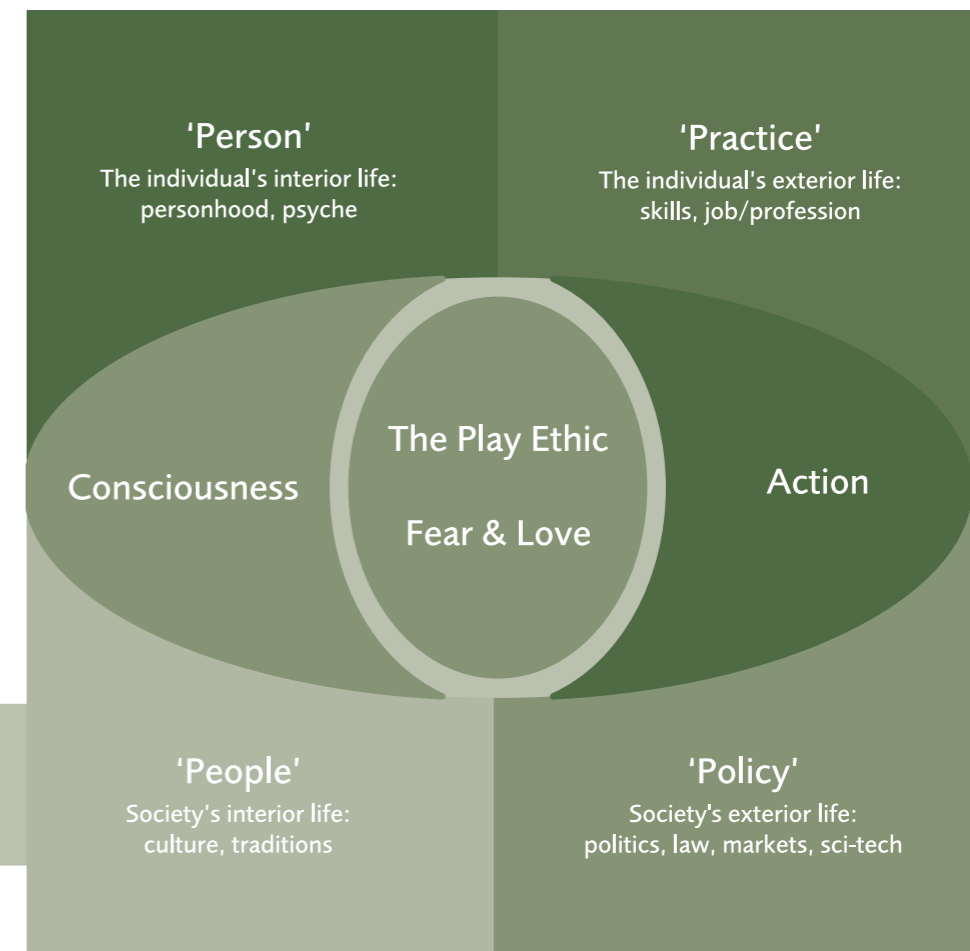 ‘Person’
The individual's interior life:
personhood, psyche
‘Practice’
The individual's exterior life:
skills, job/profession
Consciousness
The Play Ethic
Fear & Love
Action
‘People’
Society's interior life:
culture, traditions
‘Policy’
Society's exterior life:
politics, law, markets, sci-tech